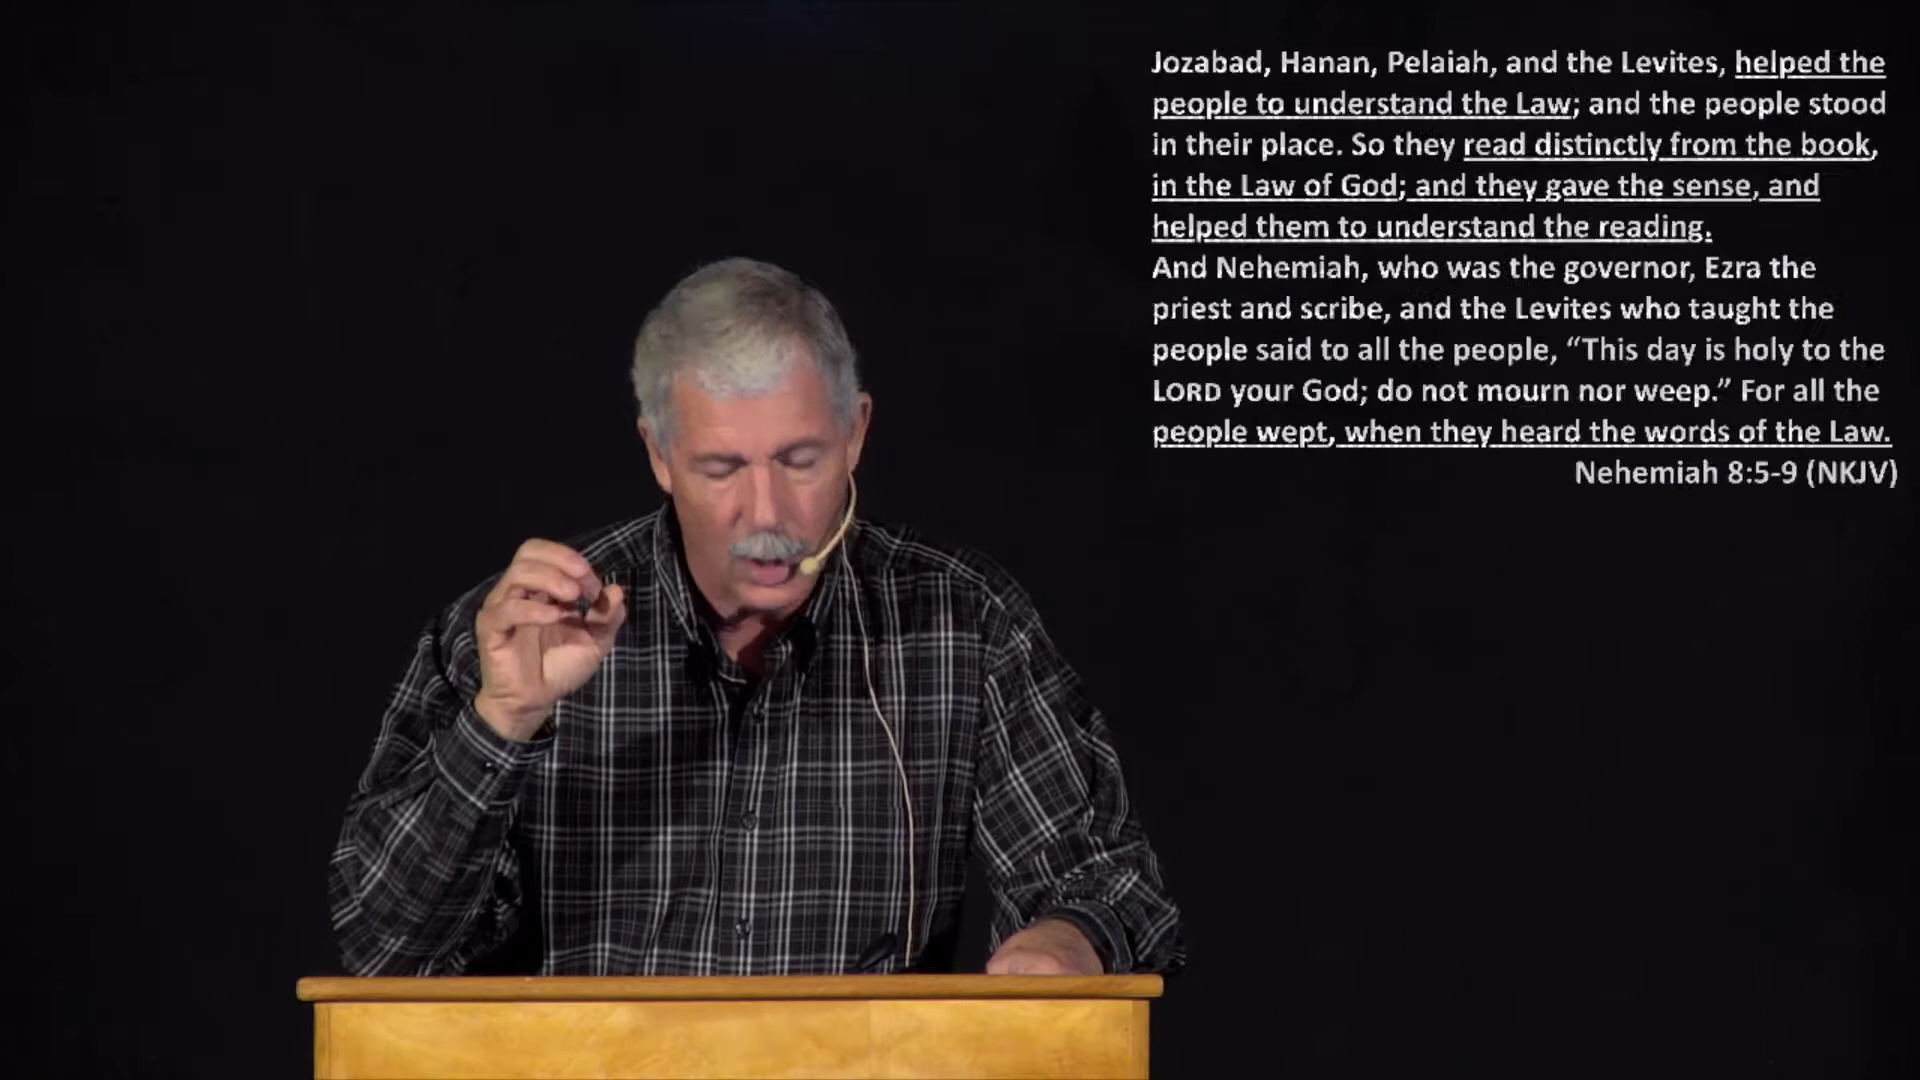 Jozabad, Hanan, Pelaiah, and the Levites, helped the
people to understand the Law; and the people stood
in their place. So they read distinctly from the book,
in the Law of God; and they gave the sense, and
helped them to understand the reading.
And Nehemiah, who was the governor, Ezra the
priest and scribe, and the Levites who taught the
people said to all the people, “This day is holy to the
LORD your God; do not mourn nor weep.” For all the
people wept, when they heard the words of the Law.
Nehemiah 8:5-9 (NKJV)